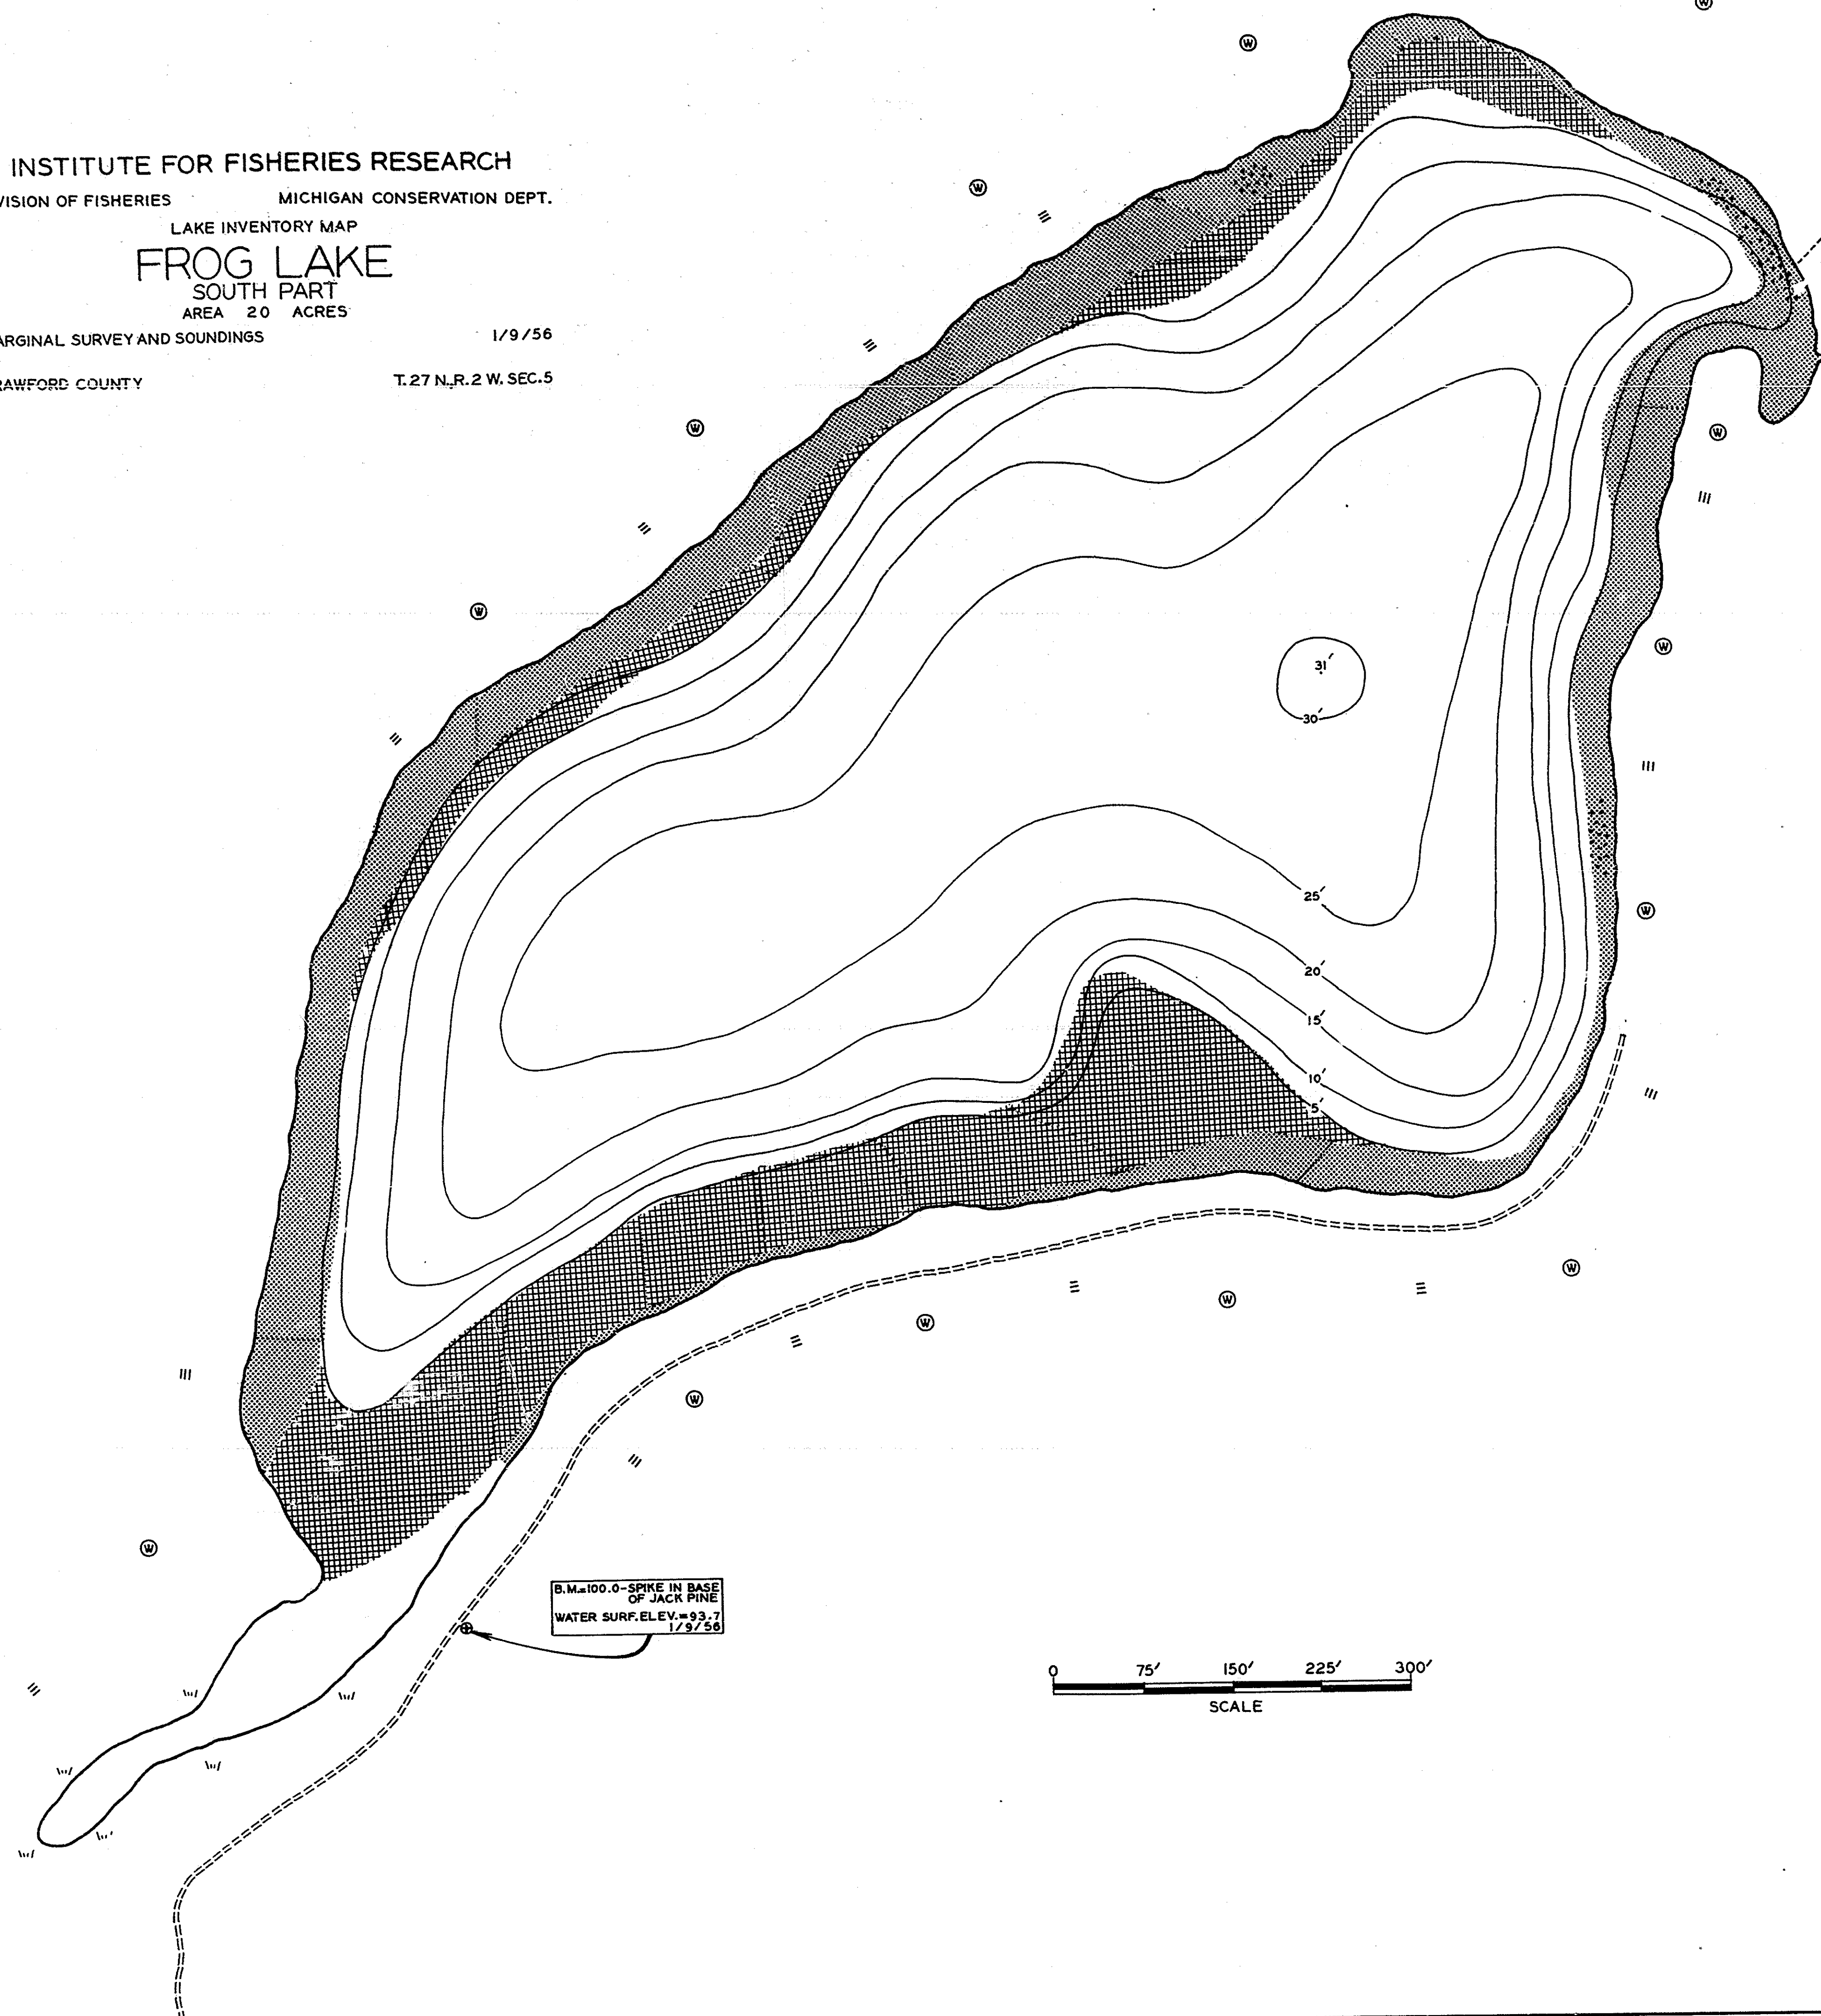 INSTITUTE FOR FISHERIES RESEARCH
VISION OF FISHERIES MICHIGAN CONSERVATION DEPT.
LAKE INVENTORY MAP
FROG LAKE
SOUTH PART
AREA 20 ACRES
ARGINAL SURVEY AND SOUNDINGS 1/9/56
RAWFORD COUNTY T.27 N.,R.2 W. SEC.5
W
W
W
W
W
W
W
31′
30′
W
25′
W
20′
15′
10′
5′
W
W
W
W
W
B.M.=100.0-SPIKE IN BASE
OF JACK PINE
WATER SURF.ELEV.=93.7
1/9/56
0 75′ 150′ 225′ 300′
SCALE